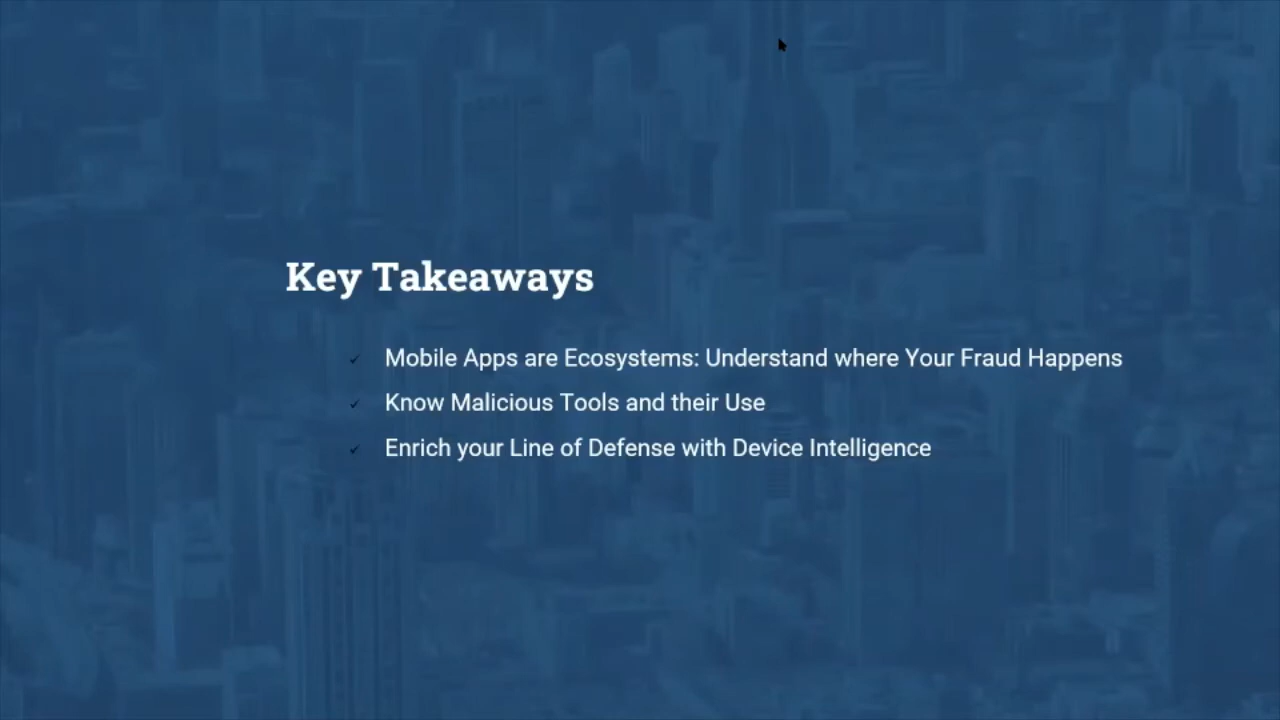 Key Takeaways
✓ Mobile Apps are Ecosystems: Understand where Your Fraud Happens
✓ Know Malicious Tools and their Use
✓ Enrich your Line of Defense with Device Intelligence